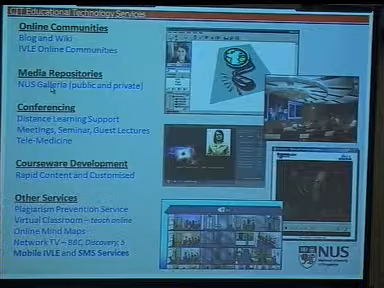 CIT Educational Technology Services
Online Communities
Blog and Wiki
IVLE Online Communities
Media Repositories
NUS Galleria (public and private)
Conferencing
Distance Learning Support
Meetings, Seminar, Guest Lectures
Tele-Medicine
Courseware Development
Rapid Content and Customised
Other Services
Plagiarism Prevention Service
Virtual Classroom – teach online
Online Mind Maps
Network TV – BBC, Discovery, 5
Mobile IVLE and SMS Services
NUS